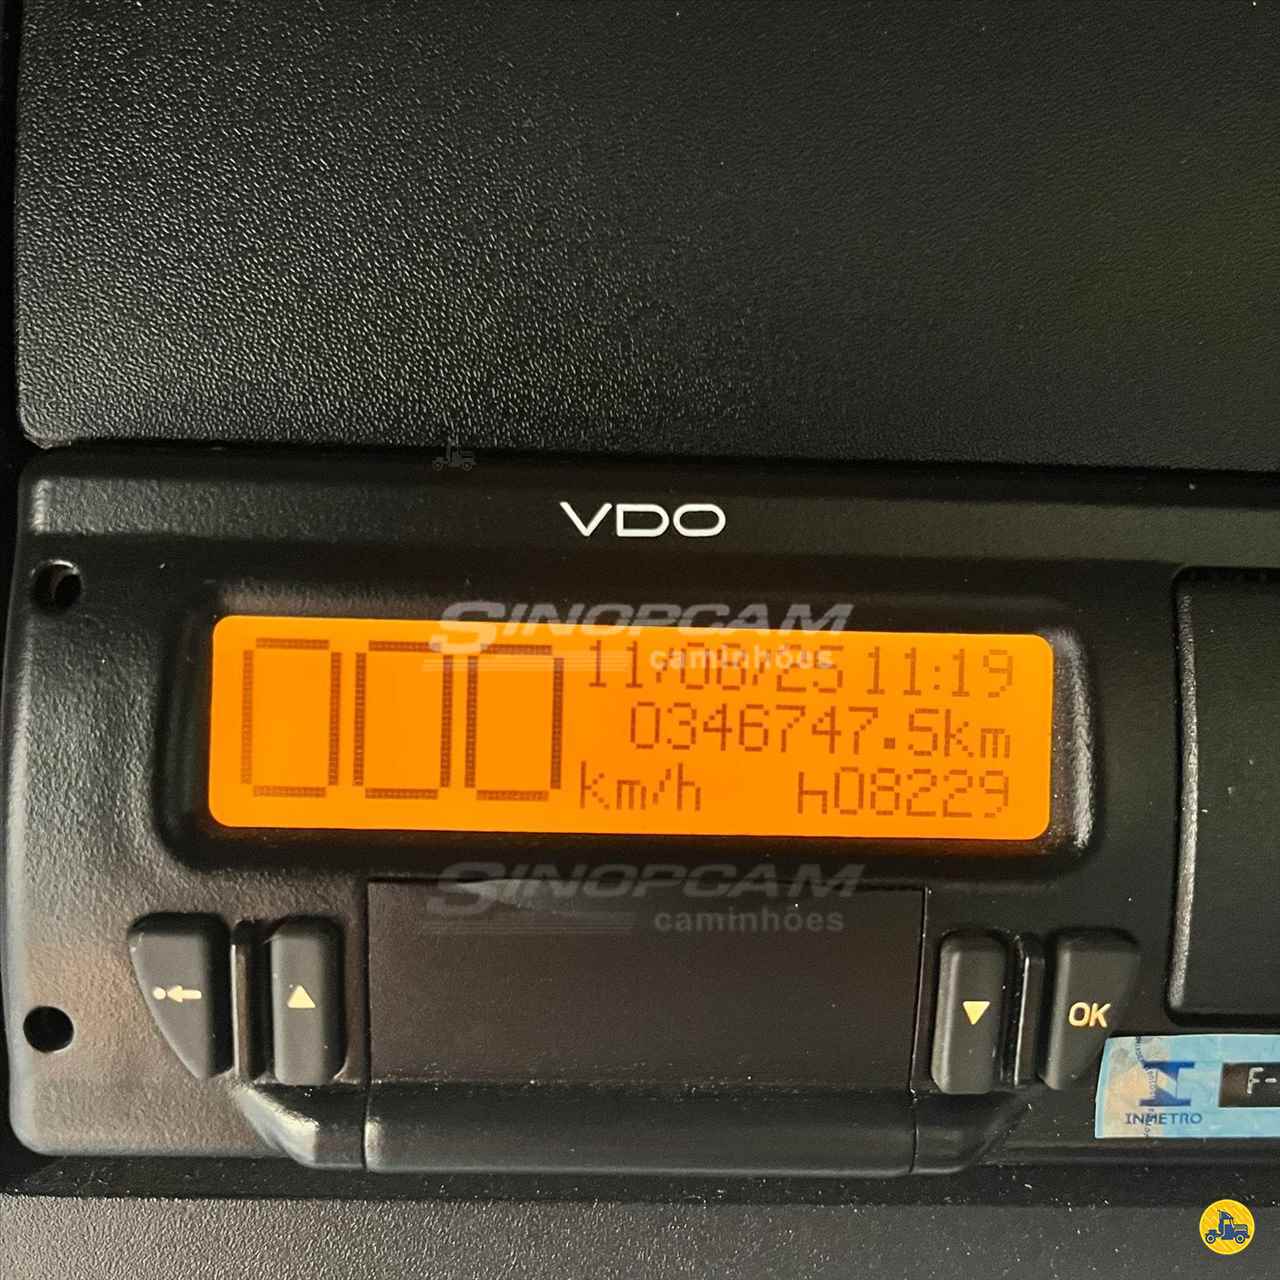 VDO
SINOPCAM
caminhões
000
11/08/25 11:19
0346747.5km
km/h h08229
SINOPCAM
caminhões
OK
F-
INMETRO